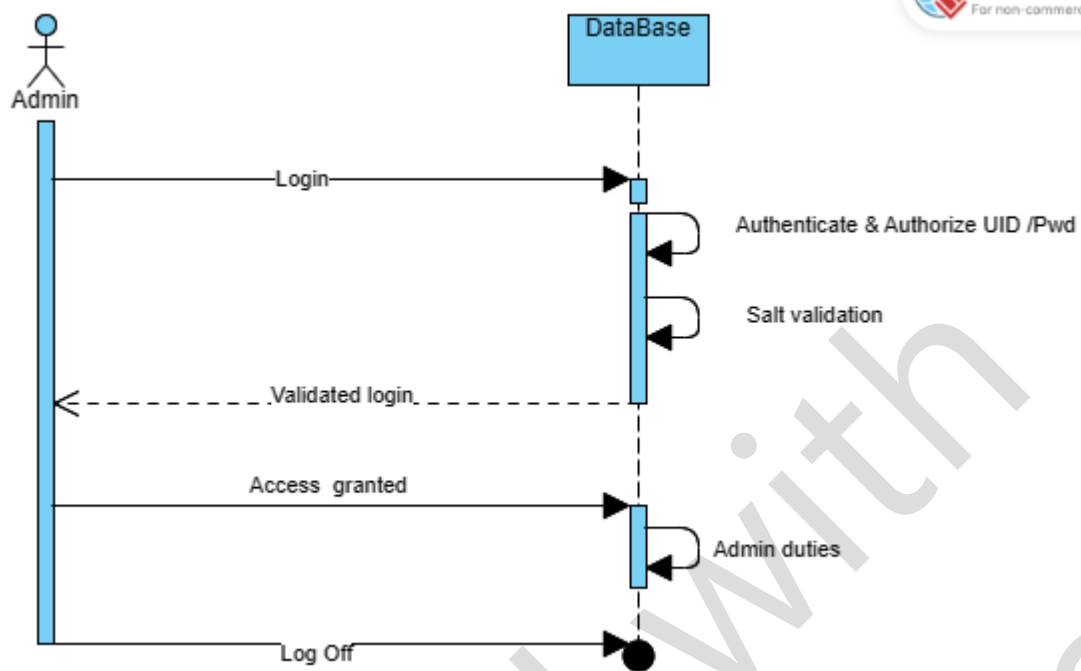 For non-commerc
DataBase
Admin
Login
Authenticate & Authorize UID /Pwd
Salt validation
Validated login
Access granted
Admin duties
Log Off
with